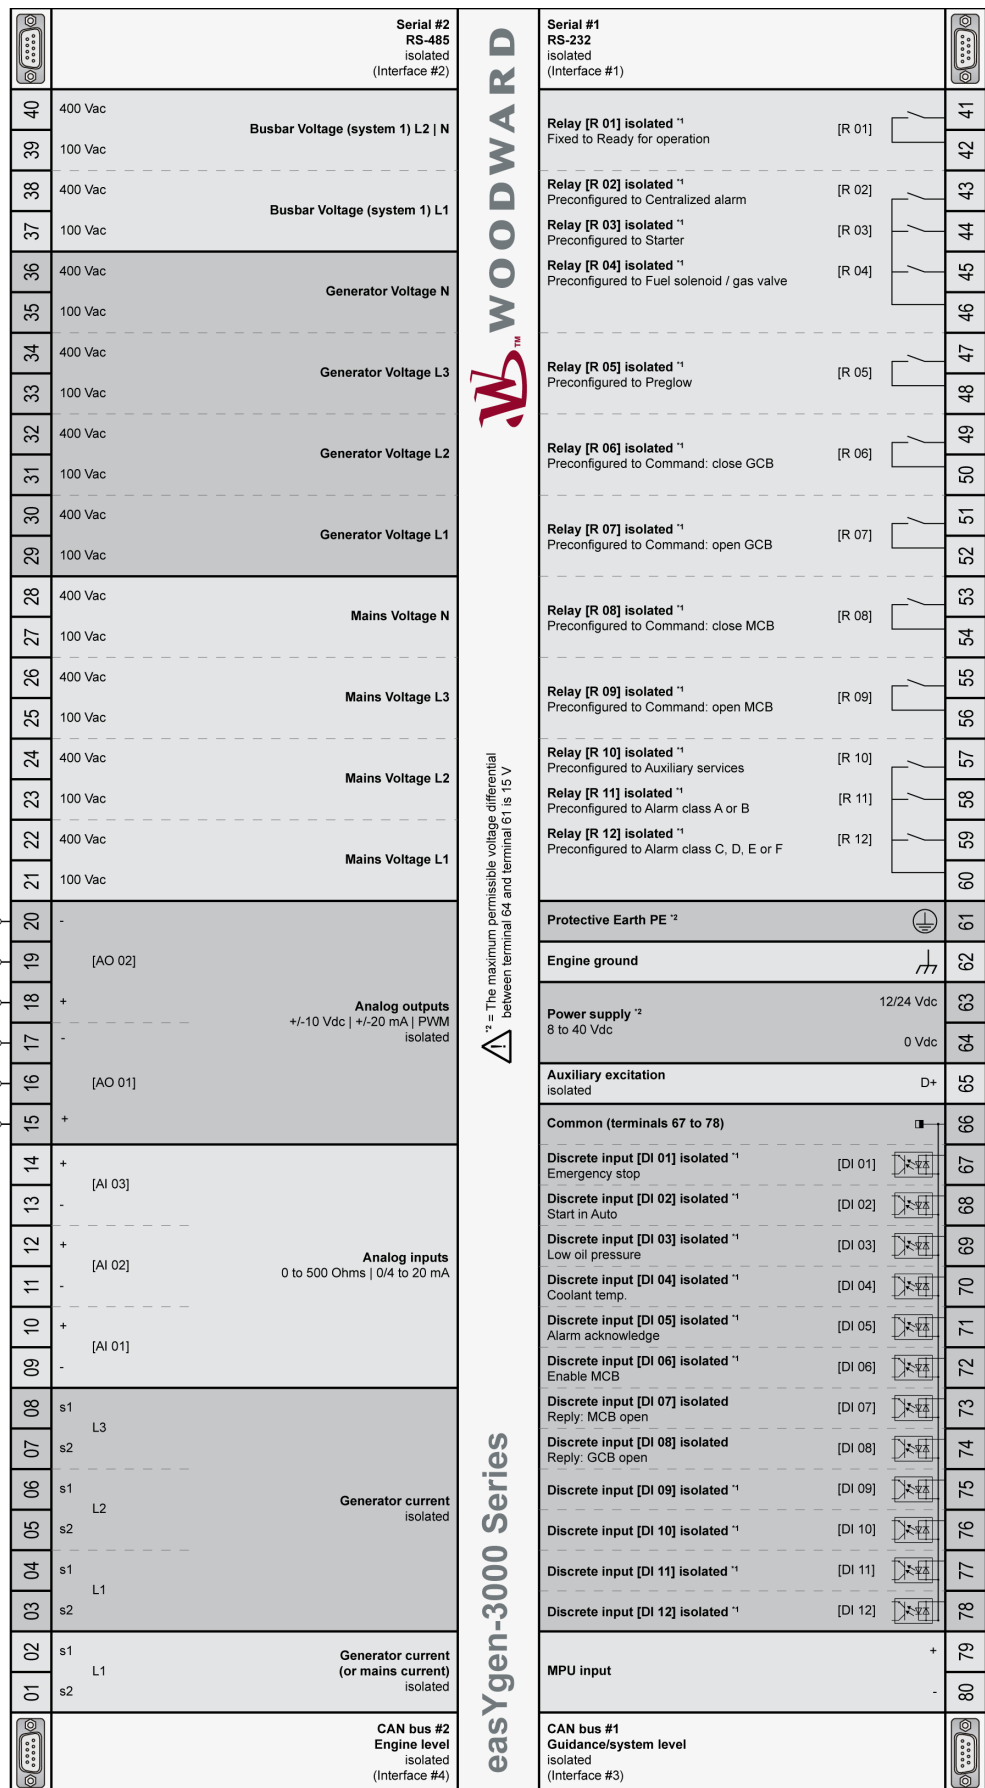 Serial #2
RS-485
isolated
(Interface #2)
40
400 Vac
Busbar Voltage (system 1) L2 | N
39
100 Vac
38
400 Vac
Busbar Voltage (system 1) L1
37
100 Vac
36
400 Vac
Generator Voltage N
35
100 Vac
34
400 Vac
Generator Voltage L3
33
100 Vac
32
400 Vac
Generator Voltage L2
31
100 Vac
30
400 Vac
Generator Voltage L1
29
100 Vac
28
400 Vac
Mains Voltage N
27
100 Vac
26
400 Vac
Mains Voltage L3
25
100 Vac
24
400 Vac
Mains Voltage L2
23
100 Vac
22
400 Vac
Mains Voltage L1
21
100 Vac
20
-
19
[AO 02]
18
+
Analog outputs
+/-10 Vdc | +/-20 mA | PWM
isolated
17
-
16
[AO 01]
15
+
14
+
[AI 03]
13
-
12
+
[AI 02]
Analog inputs
0 to 500 Ohms | 0/4 to 20 mA
11
-
10
+
[AI 01]
09
-
08
s1
L3
07
s2
06
s1
L2
Generator current
isolated
05
s2
04
s1
L1
03
s2
02
s1
L1
Generator current
(or mains current)
isolated
01
s2
CAN bus #2
Engine level
isolated
(Interface #4)
WOODWARD
TM
*2 = The maximum permissible voltage differential
between terminal 64 and terminal 61 is 15 V
easYgen-3000 Series
Serial #1
RS-232
isolated
(Interface #1)
Relay [R 01] isolated *1
Fixed to Ready for operation
[R 01]
41
42
Relay [R 02] isolated *1
Preconfigured to Centralized alarm
[R 02]
43
Relay [R 03] isolated *1
Preconfigured to Starter
[R 03]
44
Relay [R 04] isolated *1
Preconfigured to Fuel solenoid / gas valve
[R 04]
45
46
Relay [R 05] isolated *1
Preconfigured to Preglow
[R 05]
47
48
Relay [R 06] isolated *1
Preconfigured to Command: close GCB
[R 06]
49
50
Relay [R 07] isolated *1
Preconfigured to Command: open GCB
[R 07]
51
52
Relay [R 08] isolated *1
Preconfigured to Command: close MCB
[R 08]
53
54
Relay [R 09] isolated *1
Preconfigured to Command: open MCB
[R 09]
55
56
Relay [R 10] isolated *1
Preconfigured to Auxiliary services
[R 10]
57
Relay [R 11] isolated *1
Preconfigured to Alarm class A or B
[R 11]
58
Relay [R 12] isolated *1
Preconfigured to Alarm class C, D, E or F
[R 12]
59
60
Protective Earth PE *2
61
Engine ground
62
Power supply *2
8 to 40 Vdc
12/24 Vdc
63
0 Vdc
64
Auxiliary excitation
isolated
D+
65
Common (terminals 67 to 78)
66
Discrete input [DI 01] isolated *1
Emergency stop
[DI 01]
67
Discrete input [DI 02] isolated *1
Start in Auto
[DI 02]
68
Discrete input [DI 03] isolated *1
Low oil pressure
[DI 03]
69
Discrete input [DI 04] isolated *1
Coolant temp.
[DI 04]
70
Discrete input [DI 05] isolated *1
Alarm acknowledge
[DI 05]
71
Discrete input [DI 06] isolated *1
Enable MCB
[DI 06]
72
Discrete input [DI 07] isolated
Reply: MCB open
[DI 07]
73
Discrete input [DI 08] isolated
Reply: GCB open
[DI 08]
74
Discrete input [DI 09] isolated *1
[DI 09]
75
Discrete input [DI 10] isolated *1
[DI 10]
76
Discrete input [DI 11] isolated *1
[DI 11]
77
Discrete input [DI 12] isolated *1
[DI 12]
78
MPU input
+
79
-
80
CAN bus #1
Guidance/system level
isolated
(Interface #3)